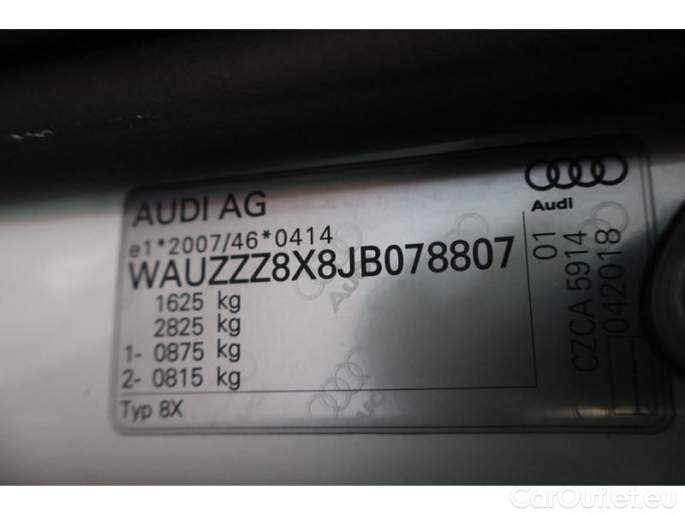 AUDI AG
Audi
e1*2007/46*0414
WAUZZZ8X8JB078807
01
1625 kg
2825 kg
1- 0875 kg
2- 0815 kg
Typ 8X
CZCA 5914
042018
CarOutlet.eu